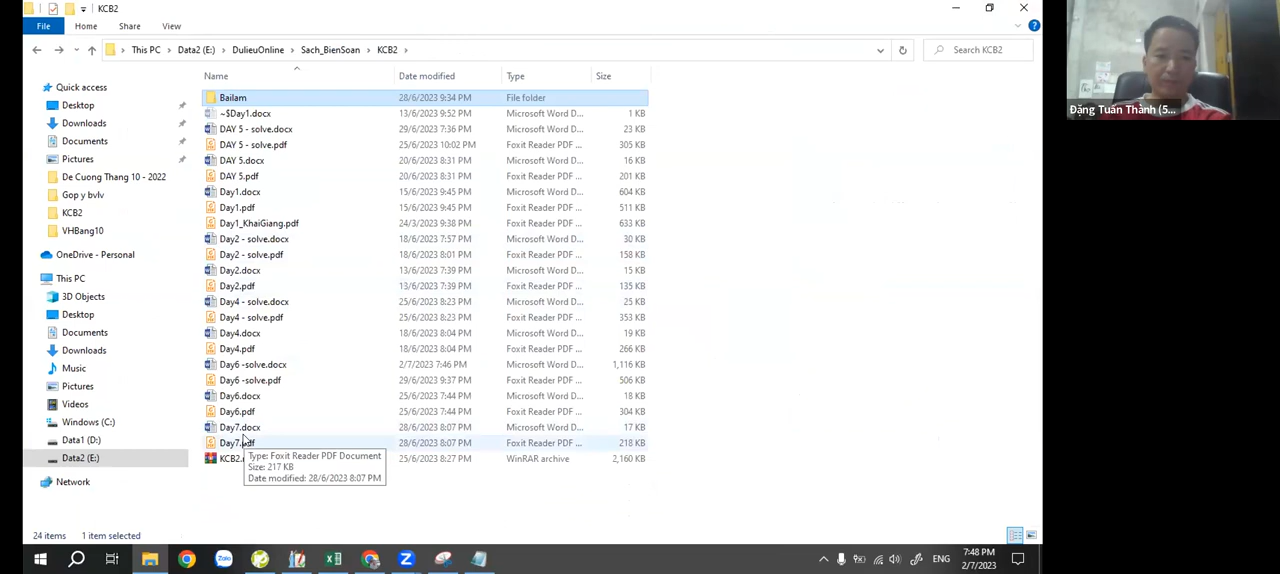 KCB2
File Home Share View
This PC Data2 (E:) DulieuOnline Sach_BienSoan KCB2 Search KCB2
Name Date modified Type Size
Quick access
Desktop
Downloads
Documents
Pictures
De Cuong Thang 10 - 2022
Gop y bvlv
KCB2
VHBang10
OneDrive - Personal
This PC
3D Objects
Desktop
Documents
Downloads
Music
Pictures
Videos
Windows (C:)
Data1 (D:)
Data2 (E:)
Network
Bailam 28/6/2023 9:34 PM File folder
~$Day1.docx 13/6/2023 9:52 PM Microsoft Word D... 1 KB
DAY 5 - solve.docx 29/6/2023 7:36 PM Microsoft Word D... 23 KB
DAY 5 - solve.pdf 25/6/2023 10:02 PM Foxit Reader PDF ... 305 KB
DAY 5.docx 20/6/2023 8:31 PM Microsoft Word D... 16 KB
DAY 5.pdf 20/6/2023 8:31 PM Foxit Reader PDF ... 201 KB
Day1.docx 15/6/2023 9:45 PM Microsoft Word D... 604 KB
Day1.pdf 15/6/2023 9:45 PM Foxit Reader PDF ... 511 KB
Day1_KhaiGiang.pdf 24/3/2023 9:38 PM Foxit Reader PDF ... 633 KB
Day2 - solve.docx 18/6/2023 7:57 PM Microsoft Word D... 30 KB
Day2 - solve.pdf 18/6/2023 8:01 PM Foxit Reader PDF ... 158 KB
Day2.docx 13/6/2023 7:39 PM Microsoft Word D... 15 KB
Day2.pdf 13/6/2023 7:39 PM Foxit Reader PDF ... 135 KB
Day4 - solve.docx 25/6/2023 8:23 PM Microsoft Word D... 25 KB
Day4 - solve.pdf 25/6/2023 8:23 PM Foxit Reader PDF ... 353 KB
Day4.docx 18/6/2023 8:04 PM Microsoft Word D... 19 KB
Day4.pdf 18/6/2023 8:04 PM Foxit Reader PDF ... 266 KB
Day6 -solve.docx 2/7/2023 7:46 PM Microsoft Word D... 1,116 KB
Day6 -solve.pdf 29/6/2023 9:37 PM Foxit Reader PDF ... 506 KB
Day6.docx 25/6/2023 7:44 PM Microsoft Word D... 18 KB
Day6.pdf 25/6/2023 7:44 PM Foxit Reader PDF ... 304 KB
Day7.docx 28/6/2023 8:07 PM Microsoft Word D... 17 KB
Day7.pdf 28/6/2023 8:07 PM Foxit Reader PDF ... 218 KB
KCB2. 25/6/2023 8:27 PM WinRAR archive 2,160 KB
Type: Foxit Reader PDF Document
Size: 217 KB
Date modified: 28/6/2023 8:07 PM
24 items 1 item selected
Zalo
ENG
7:48 PM
2/7/2023
Đặng Tuấn Thành (5...